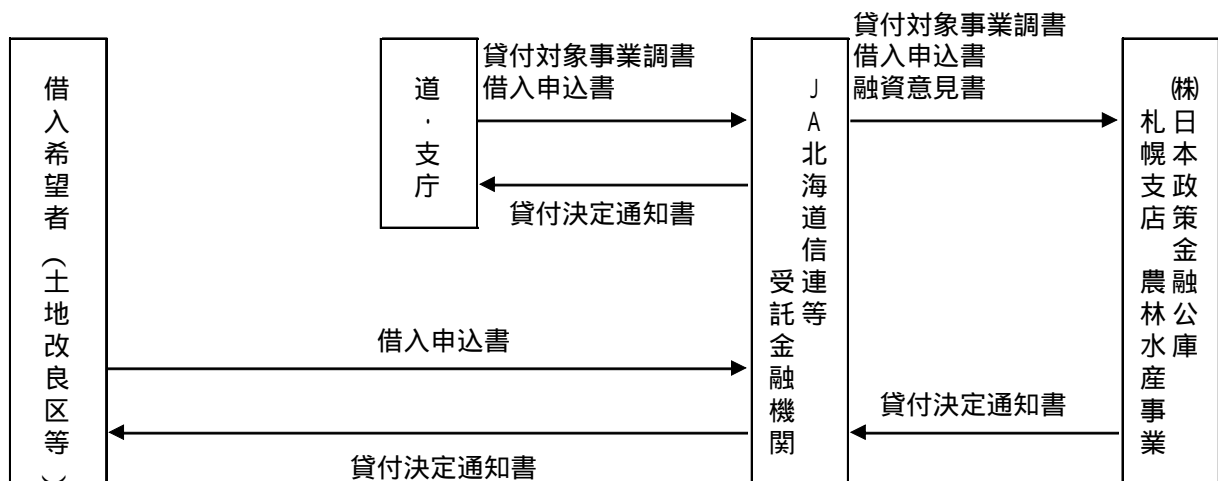 借入希望者（土地改良区等）
道・支庁
貸付対象事業調書
借入申込書
貸付決定通知書
借入申込書
貸付決定通知書
JA北海道信連等
受託金融機関
貸付対象事業調書
借入申込書
融資意見書
貸付決定通知書
㈱日本政策金融公庫
札幌支店 農林水産事業